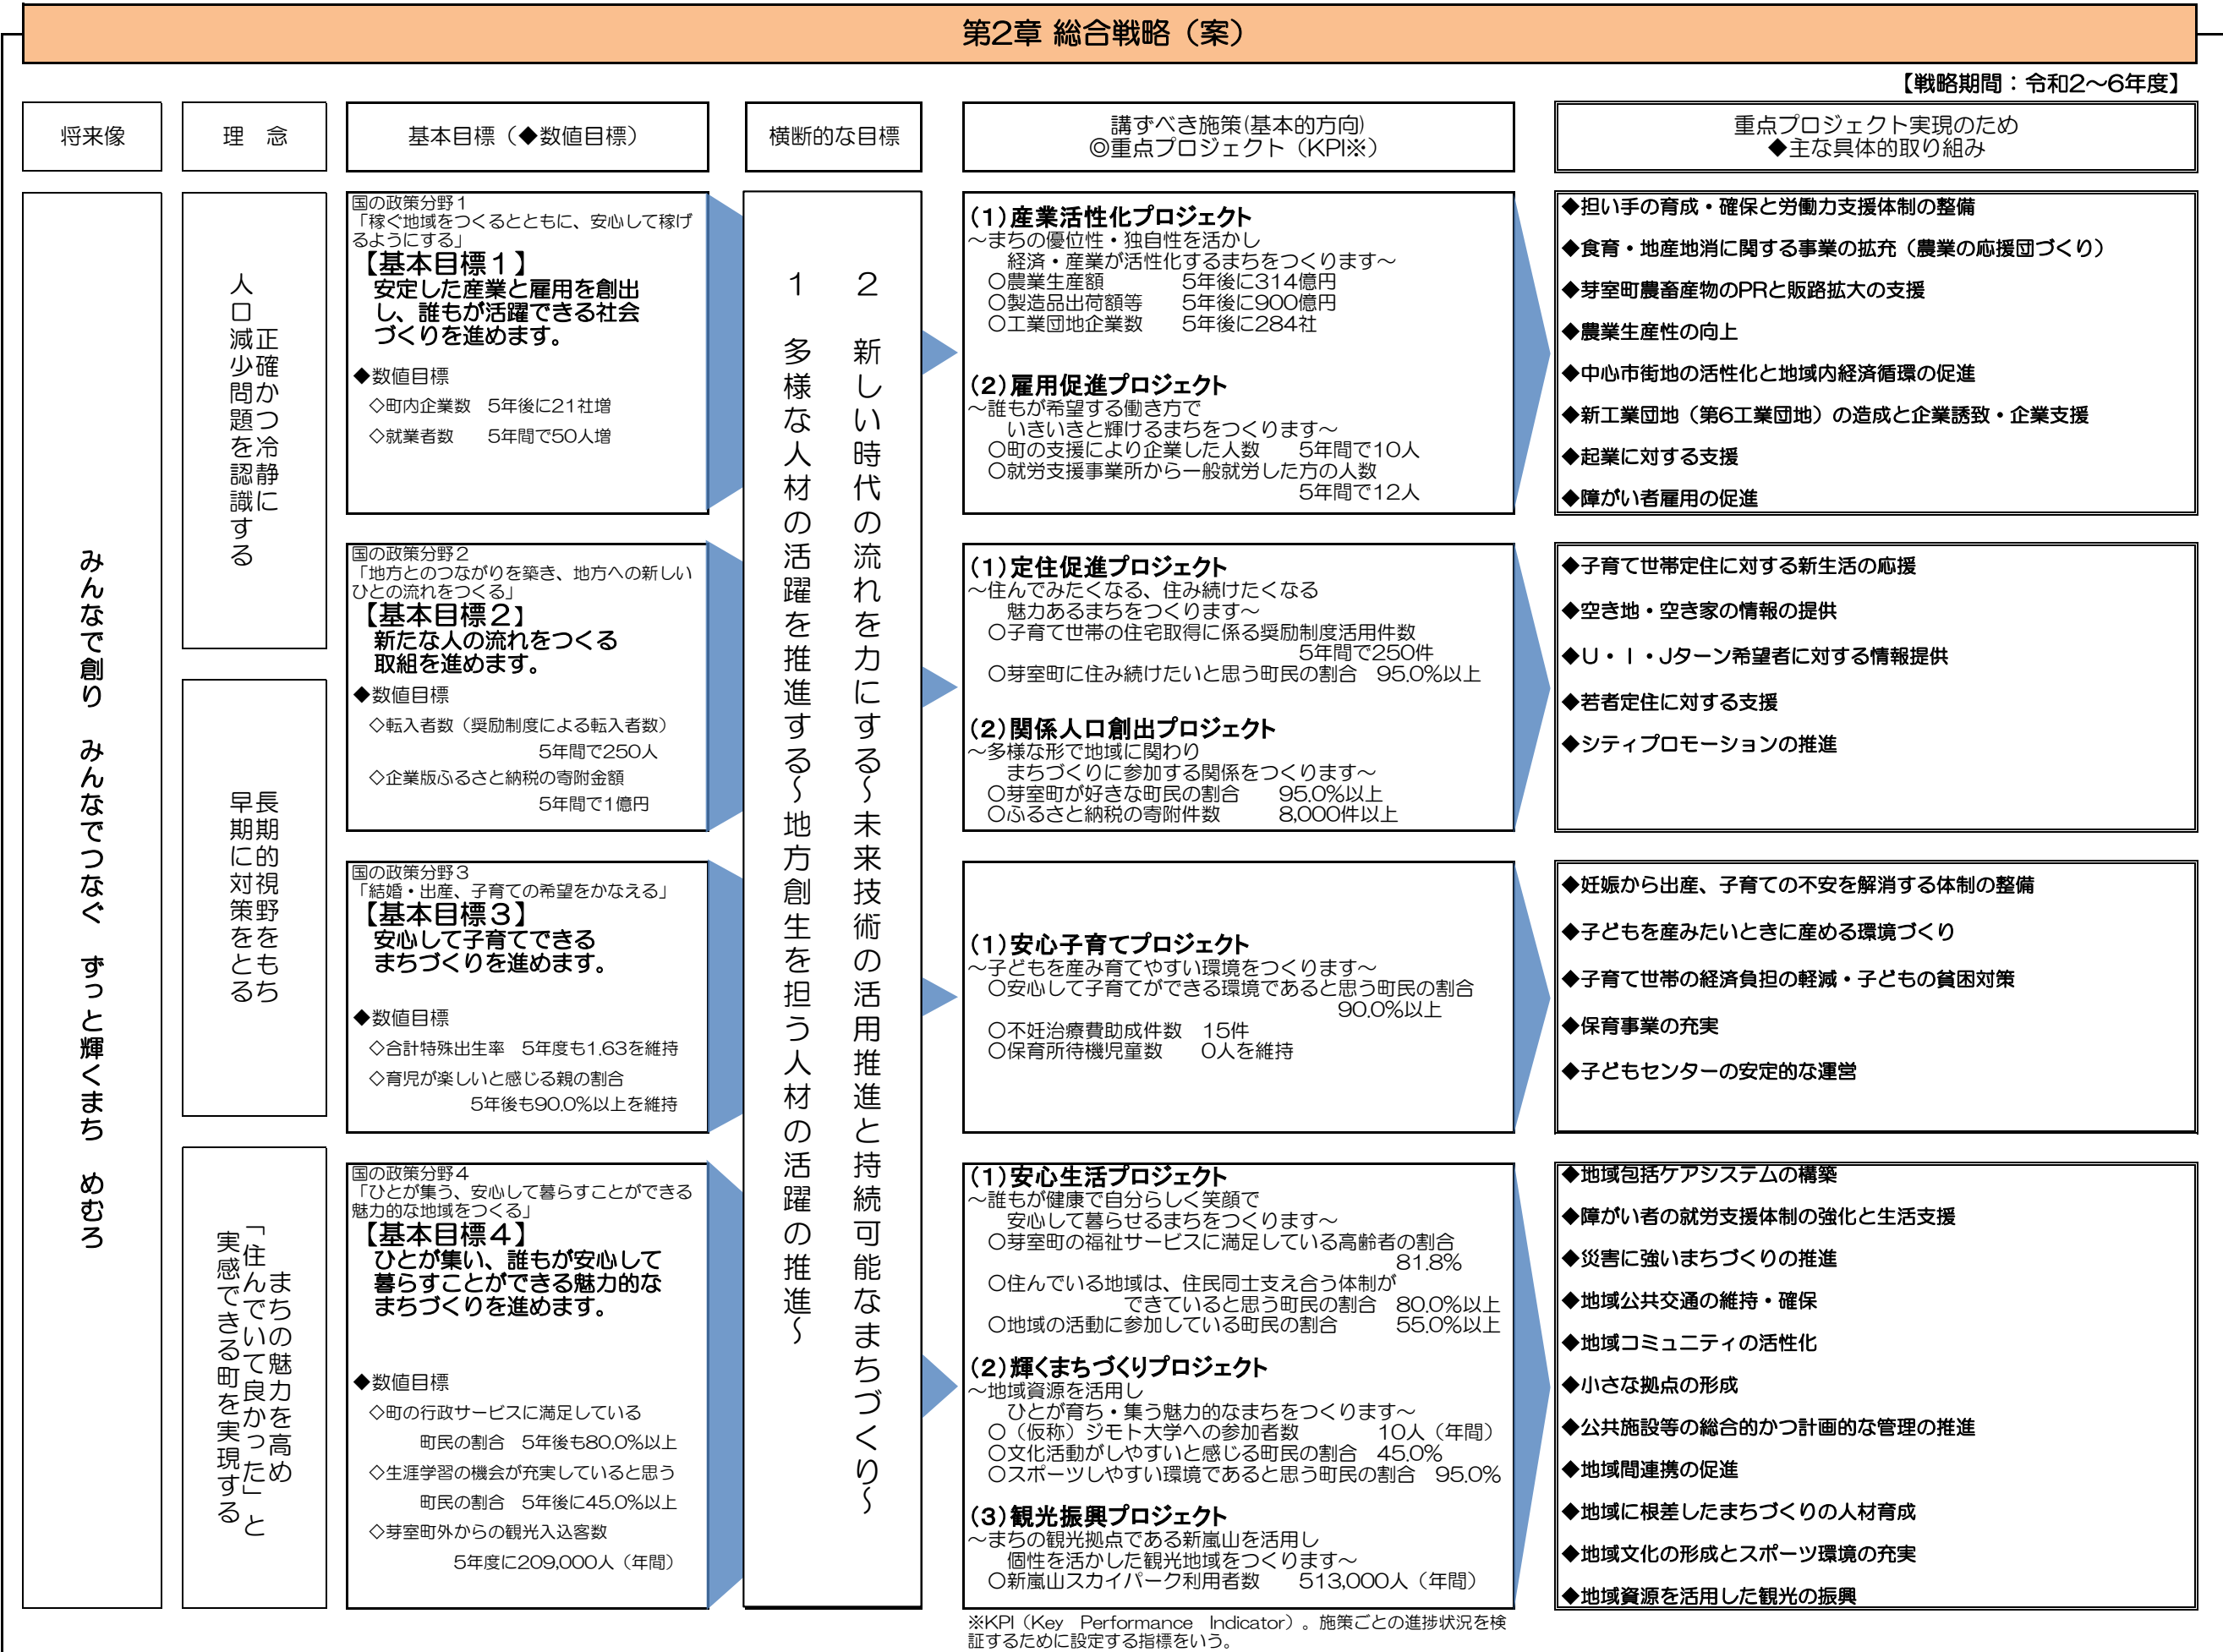 第2章 総合戦略（案）
【戦略期間：令和2～6年度】
将来像
理　念
基本目標（◆数値目標）
横断的な目標
講ずべき施策(基本的方向)
◎重点プロジェクト（KPI※）
重点プロジェクト実現のため
◆主な具体的取り組み
みんなで創り　みんなでつなぐ　ずっと輝くまち　めむろ
正確かつ冷静に
人口減少問題を認識する
長期的視野をもち
早期に対策をとる
まちの魅力を高め
「住んでいて良かった」と
実感できる町を実現する
国の政策分野１
「稼ぐ地域をつくるとともに、安心して稼げ
るようにする」
【基本目標１】
安定した産業と雇用を創出
し、誰もが活躍できる社会
づくりを進めます。
◆数値目標
◇町内企業数　5年後に21社増
◇就業者数　　5年間で50人増
国の政策分野２
「地方とのつながりを築き、地方への新しい
ひとの流れをつくる」
【基本目標２】
新たな人の流れをつくる
取組を進めます。
◆数値目標
◇転入者数（奨励制度による転入者数）
5年間で250人
◇企業版ふるさと納税の寄附金額
5年間で1億円
国の政策分野３
「結婚・出産、子育ての希望をかなえる」
【基本目標３】
安心して子育てできる
まちづくりを進めます。
◆数値目標
◇合計特殊出生率　5年度も1.63を維持
◇育児が楽しいと感じる親の割合
5年後も90.0%以上を維持
国の政策分野４
「ひとが集う、安心して暮らすことができる
魅力的な地域をつくる」
【基本目標４】
ひとが集い、誰もが安心して
暮らすことができる魅力的な
まちづくりを進めます。
◆数値目標
◇町の行政サービスに満足している
町民の割合　5年後も80.0%以上
◇生涯学習の機会が充実していると思う
町民の割合　5年後に45.0%以上
◇芽室町外からの観光入込客数
5年度に209,000人（年間）
１　多様な人材の活躍を推進する～地方創生を担う人材の活躍の推進～
２　新しい時代の流れを力にする～未来技術の活用推進と持続可能なまちづくり～
（１）産業活性化プロジェクト
～まちの優位性・独自性を活かし
経済・産業が活性化するまちをつくります～
○農業生産額　　　　5年後に314億円
○製造品出荷額等　　5年後に900億円
○工業団地企業数　　5年後に284社
（２）雇用促進プロジェクト
～誰もが希望する働き方で
いきいきと輝けるまちをつくります～
○町の支援により企業した人数　　5年間で10人
○就労支援事業所から一般就労した方の人数
5年間で12人
（１）定住促進プロジェクト
～住んでみたくなる、住み続けたくなる
魅力あるまちをつくります～
○子育て世帯の住宅取得に係る奨励制度活用件数
5年間で250件
○芽室町に住み続けたいと思う町民の割合　95.0%以上
（２）関係人口創出プロジェクト
～多様な形で地域に関わり
まちづくりに参加する関係をつくります～
○芽室町が好きな町民の割合　　95.0%以上
○ふるさと納税の寄附件数　　　8,000件以上
（１）安心子育てプロジェクト
～子どもを産み育てやすい環境をつくります～
○安心して子育てができる環境であると思う町民の割合
90.0%以上
○不妊治療費助成件数　15件
○保育所待機児童数　　0人を維持
（１）安心生活プロジェクト
～誰もが健康で自分らしく笑顔で
安心して暮らせるまちをつくります～
○芽室町の福祉サービスに満足している高齢者の割合
81.8%
○住んでいる地域は、住民同士支え合う体制が
できていると思う町民の割合　80.0%以上
○地域の活動に参加している町民の割合　　　55.0%以上
（２）輝くまちづくりプロジェクト
～地域資源を活用し
ひとが育ち・集う魅力的なまちをつくります～
○（仮称）ジモト大学への参加者数　　　　10人（年間）
○文化活動がしやすいと感じる町民の割合　45.0%
○スポーツしやすい環境であると思う町民の割合　95.0%
（３）観光振興プロジェクト
～まちの観光拠点である新嵐山を活用し
個性を活かした観光地域をつくります～
○新嵐山スカイパーク利用者数　　513,000人（年間）
※KPI（Key　Performance　Indicator）。施策ごとの進捗状況を検
証するために設定する指標をいう。
◆担い手の育成・確保と労働力支援体制の整備
◆食育・地産地消に関する事業の拡充（農業の応援団づくり）
◆芽室町農畜産物のPRと販路拡大の支援
◆農業生産性の向上
◆中心市街地の活性化と地域内経済循環の促進
◆新工業団地（第6工業団地）の造成と企業誘致・企業支援
◆起業に対する支援
◆障がい者雇用の促進
◆子育て世帯定住に対する新生活の応援
◆空き地・空き家の情報の提供
◆U・I・Jターン希望者に対する情報提供
◆若者定住に対する支援
◆シティプロモーションの推進
◆妊娠から出産、子育ての不安を解消する体制の整備
◆子どもを産みたいときに産める環境づくり
◆子育て世帯の経済負担の軽減・子どもの貧困対策
◆保育事業の充実
◆子どもセンターの安定的な運営
◆地域包括ケアシステムの構築
◆障がい者の就労支援体制の強化と生活支援
◆災害に強いまちづくりの推進
◆地域公共交通の維持・確保
◆地域コミュニティの活性化
◆小さな拠点の形成
◆公共施設等の総合的かつ計画的な管理の推進
◆地域間連携の促進
◆地域に根差したまちづくりの人材育成
◆地域文化の形成とスポーツ環境の充実
◆地域資源を活用した観光の振興